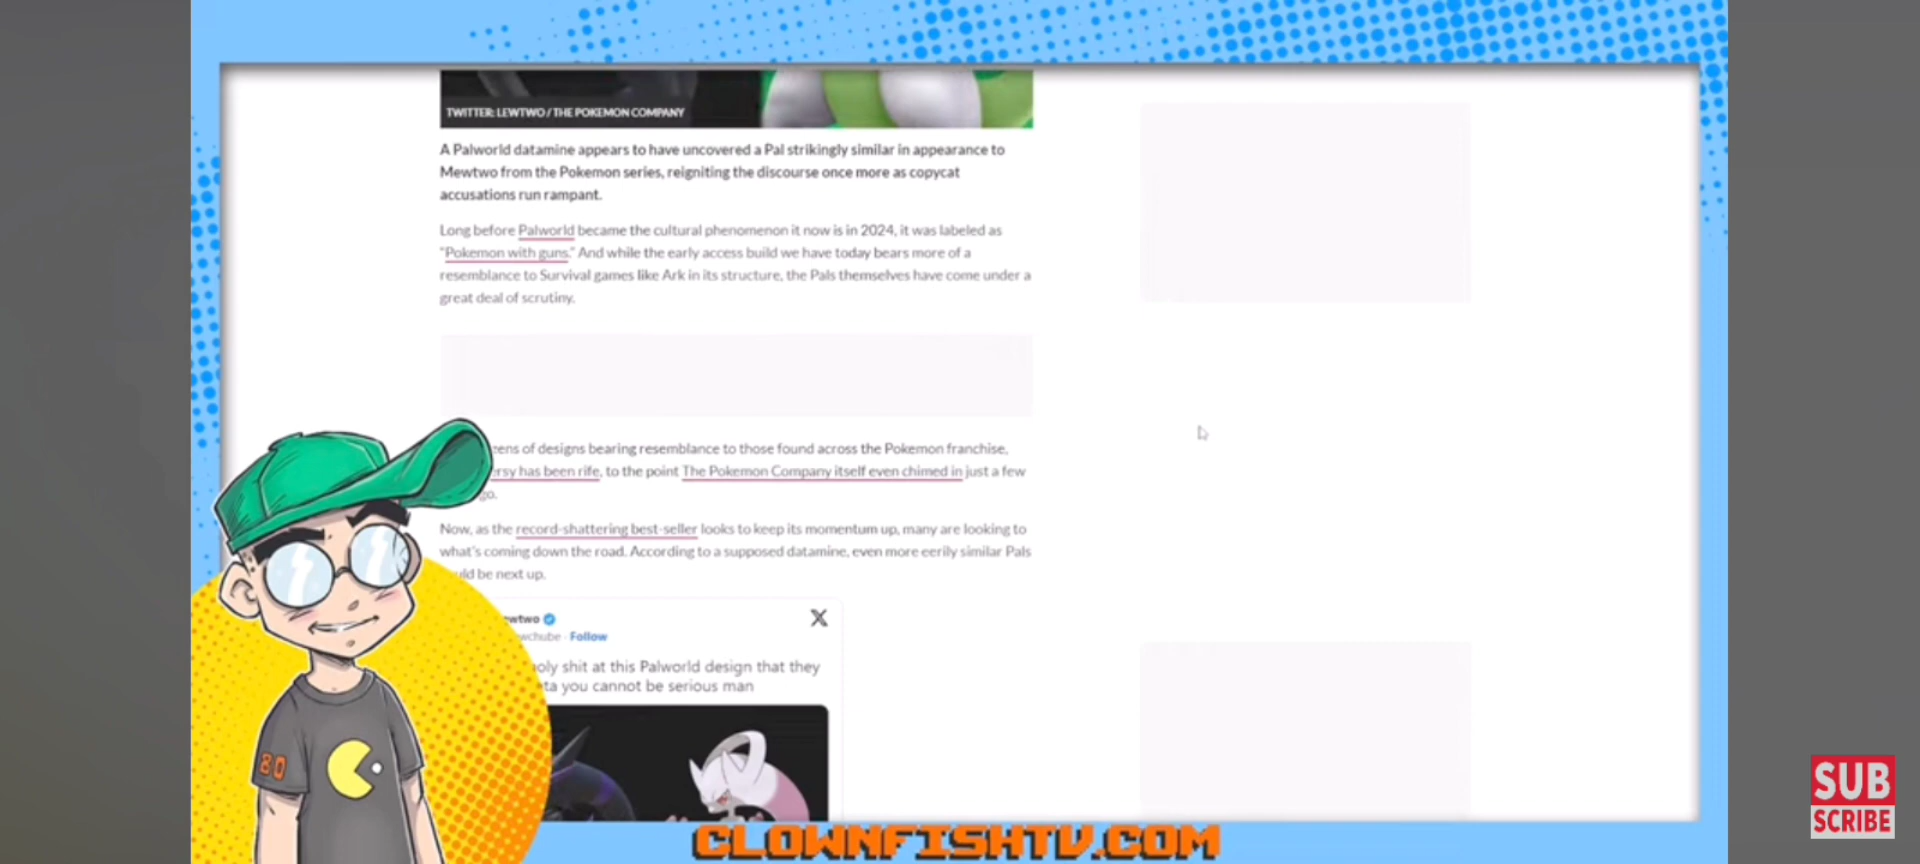 TWITTER: LEWTWO / THE POKEMON COMPANY
A Palworld datamine appears to have uncovered a Pal strikingly similar in appearance to
Mewtwo from the Pokemon series, reigniting the discourse once more as copycat
accusations run rampant.
Long before Palworld became the cultural phenomenon it now is in 2024, it was labeled as
“Pokemon with guns.” And while the early access build we have today bears more of a
resemblance to Survival games like Ark in its structure, the Pals themselves have come under a
great deal of scrutiny.
of designs bearing resemblance to those found across the Pokemon franchise,
has been rife, to the point The Pokemon Company itself even chimed in just a few
Now, as the record-shattering best-seller looks to keep its momentum up, many are looking to
what's coming down the road. According to a supposed datamine, even more eerily similar Pals
be next up.
X
Follow
shit at this Palworld design that they
you cannot be serious man
80
CLOWNFISHTV.COM
SUB
SCRIBE